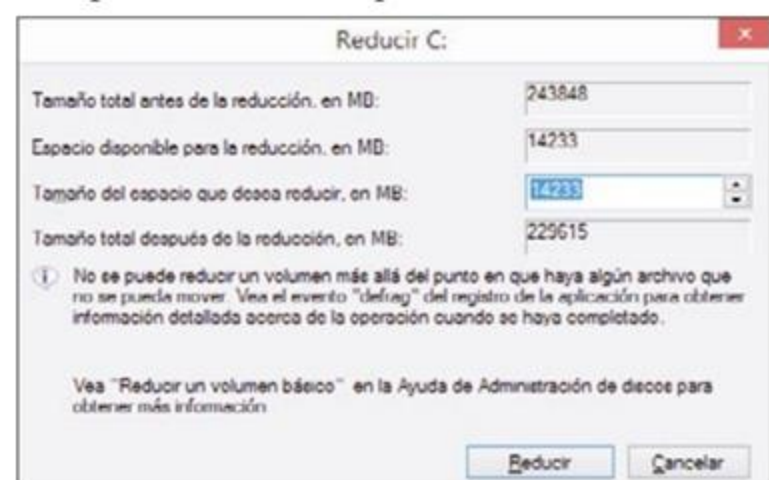 Reducir C:
Tamaño total antes de la reducción, en MB: 243848
Espacio disponible para la reducción, en MB: 14233
Tamaño del espacio que desea reducir, en MB: 14233
Tamaño total después de la reducción, en MB: 229615
No se puede reducir un volumen más allá del punto en que haya algún archivo que
no se pueda mover. Vea el evento "defrag" del registro de la aplicación para obtener
información detallada acerca de la operación cuando se haya completado.
Vea "Reducir un volumen básico" en la Ayuda de Administración de discos para
obtener más información
Reducir Cancelar